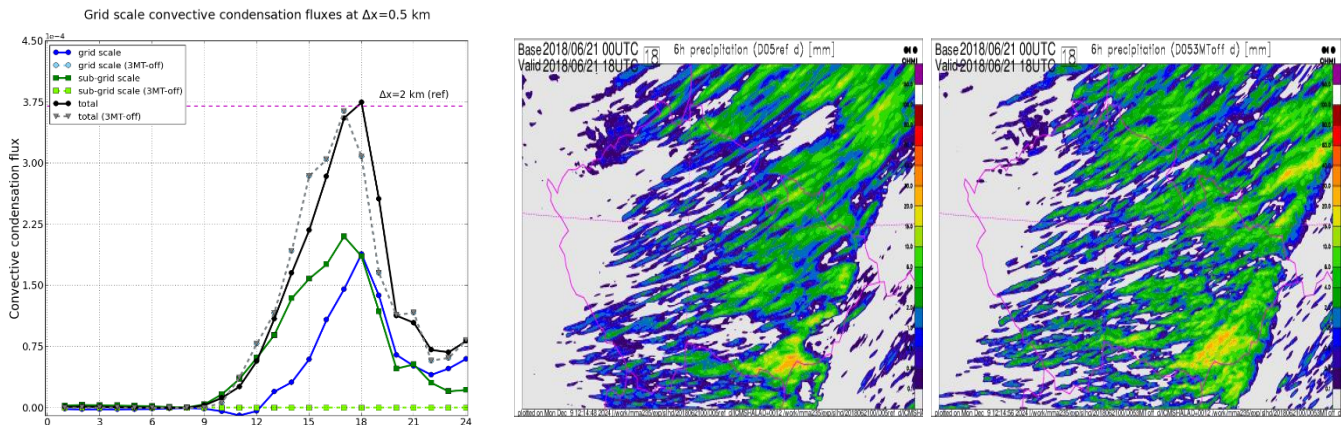 Grid scale convective condensation fluxes at Δx=0.5 km
1e−4
4.50
3.75
3.00
2.25
1.50
0.75
0.00
Convective condensation flux
grid scale
grid scale (3MT-off)
sub-grid scale
sub-grid scale (3MT-off)
total
total (3MT-off)
Δx=2 km (ref)
0 3 6 9 12 15 18 21 24
Base 2018/06/21 00UTC
Valid 2018/06/21 18UTC
18
6h precipitation (D05ref d) [mm]
Base 2018/06/21 00UTC
Valid 2018/06/21 18UTC
18
6h precipitation (D053MToff d) [mm]